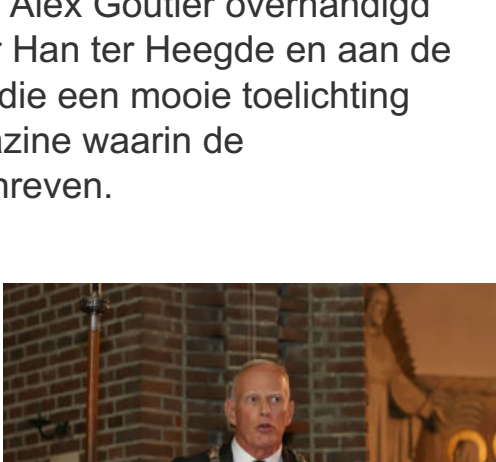 Alex Goutier overhandigd
r Han ter Heegde en aan de
die een mooie toelichting
azine waarin de
hreven.